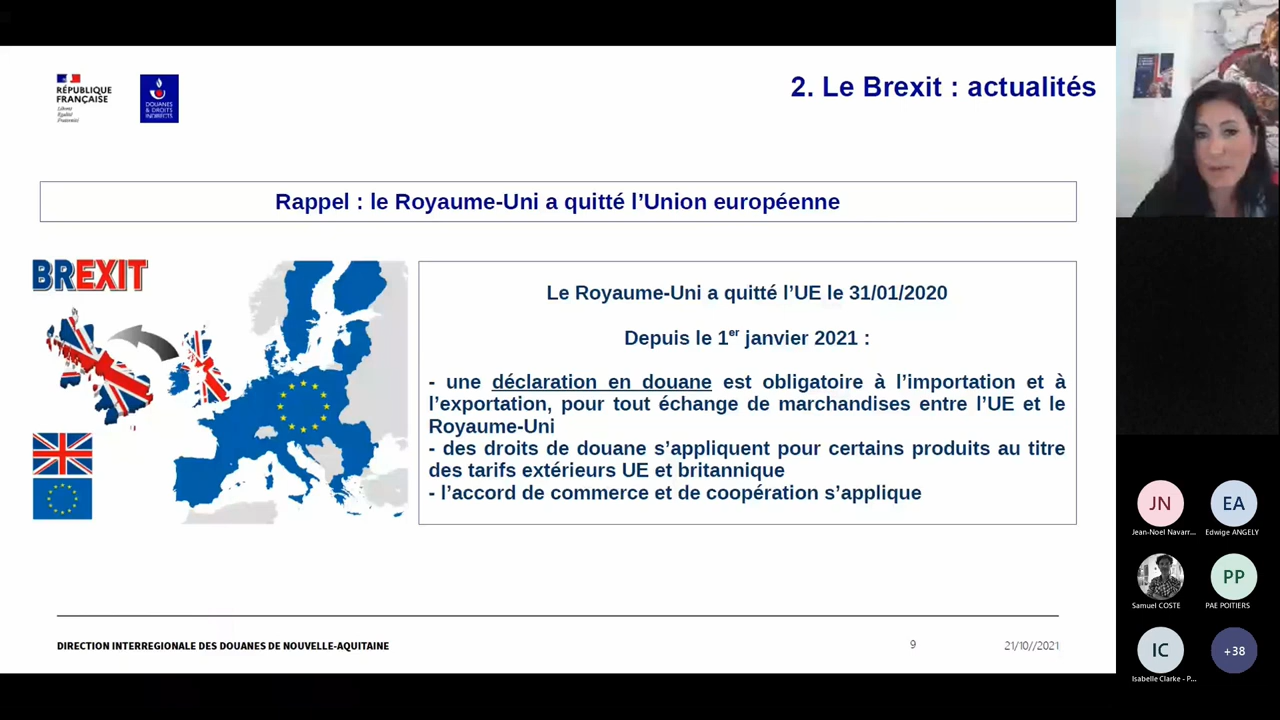 RÉPUBLIQUE
FRANÇAISE
Liberté
Égalité
Fraternité
DOUANES
& DROITS
INDIRECTS
2. Le Brexit : actualités
Rappel : le Royaume-Uni a quitté l’Union européenne
BREXIT
Le Royaume-Uni a quitté l’UE le 31/01/2020
Depuis le 1er janvier 2021 :
- une déclaration en douane est obligatoire à l’importation et à
l’exportation, pour tout échange de marchandises entre l’UE et le
Royaume-Uni
- des droits de douane s’appliquent pour certains produits au titre
des tarifs extérieurs UE et britannique
- l’accord de commerce et de coopération s’applique
DIRECTION INTERREGIONALE DES DOUANES DE NOUVELLE-AQUITAINE
9
21/10//2021
JN
Jean-Noel Navarr...
EA
Edwige ANGELY
Samuel COSTE
PP
PAE POITIERS
IC
Isabelle Clarke - P...
+38